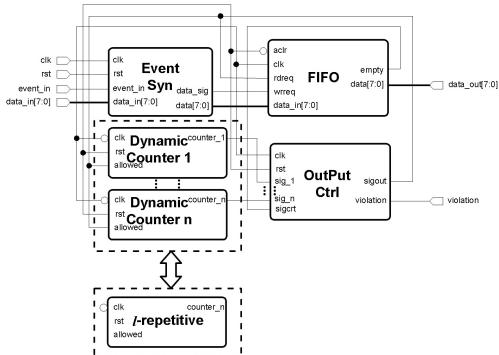 clk
rst
event_in
data_in[7:0]
clk
rst
event_in
data_in[7:0]
Event
Syn
data_sig
data[7:0]
aclr
clk
rdreq
wrreq
data_in[7:0]
FIFO
empty
data[7:0]
data_out[7:0]
clk
rst
allowed
Dynamic
Counter 1
counter_1
clk
rst
allowed
Dynamic
Counter n
counter_n
clk
rst
sig_1
sig_n
sigcrt
OutPut
Ctrl
sigout
violation
violation
clk
rst
allowed
l-repetitive
counter_n